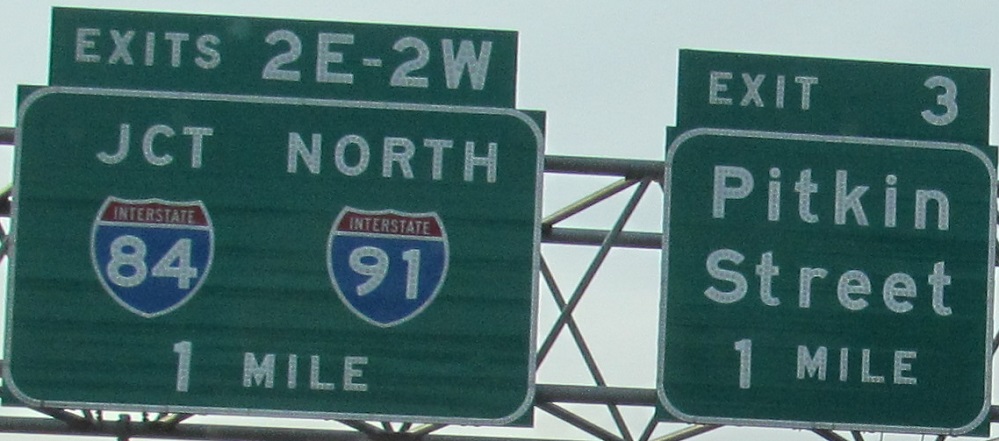 EXITS 2E-2W
JCT NORTH
INTERSTATE INTERSTATE
84 91
1 MILE
EXIT 3
Pitkin
Street
1 MILE